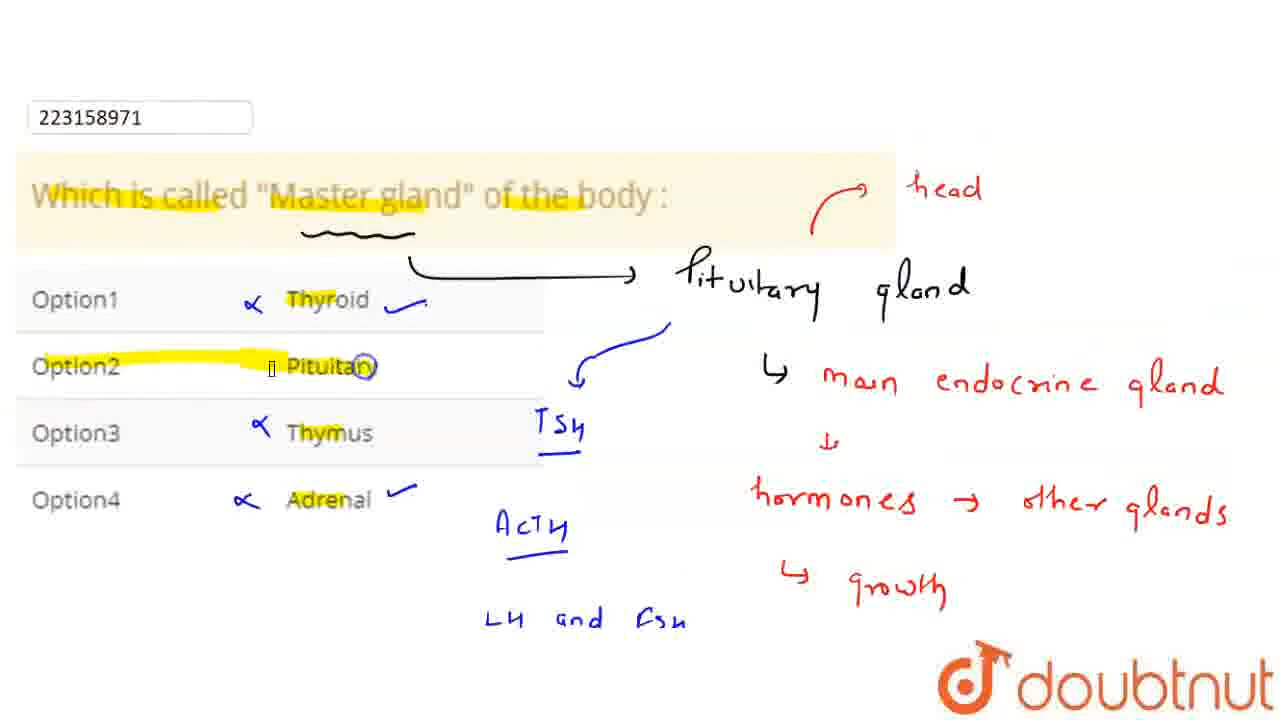 223158971
Which is called "Master gland" of the body :
head
Pituitary gland
Option1 Thyroid
Option2 Pituitary
main endocrine gland
Option3 Thymus
TSH
hormones → other glands
Option4 Adrenal
ACTH
growth
LH and FSH
doubtnut